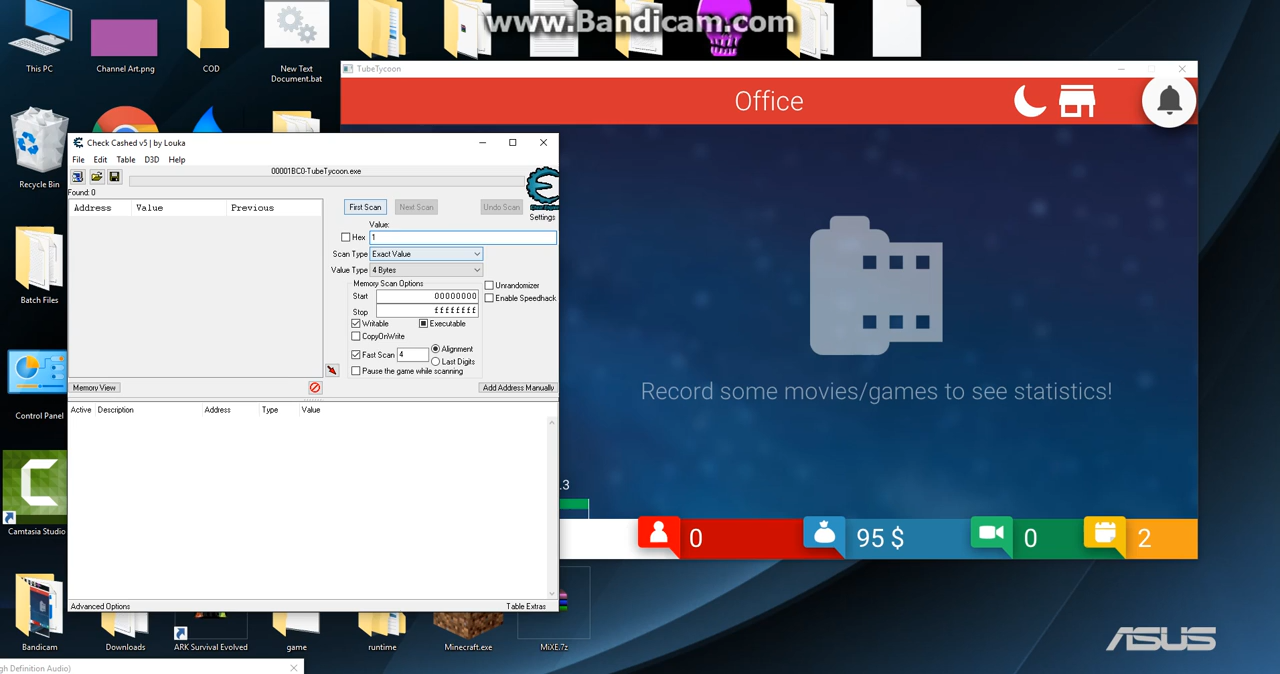 www.Bandicam.com
This PC
Channel Art.png
COD
New Text
Document.bat
TubeTycoon
Office
Recycle Bin
Check Cashed v5 | by Louka
File Edit Table D3D Help
00001BC0-TubeTycoon.exe
Found: 0
Address Value Previous
First Scan Next Scan Undo Scan
Settings
Value:
Hex 1
Scan Type Exact Value
Value Type 4 Bytes
Memory Scan Options
Unrandomizer
Start 00000000
Enable Speedhack
Stop ffffffff
Writable Executable
CopyOnWrite
Fast Scan 4 Alignment
Last Digits
Pause the game while scanning
Memory View Add Address Manually
Active Description Address Type Value
Batch Files
Control Panel
Record some movies/games to see statistics!
.3
0 95 $ 0 2
Camtasia Studio
Advanced Options Table Extras
Bandicam Downloads ARK Survival Evolved game runtime Minecraft.exe MiXE.7z
ASUS
gh Definition Audio)